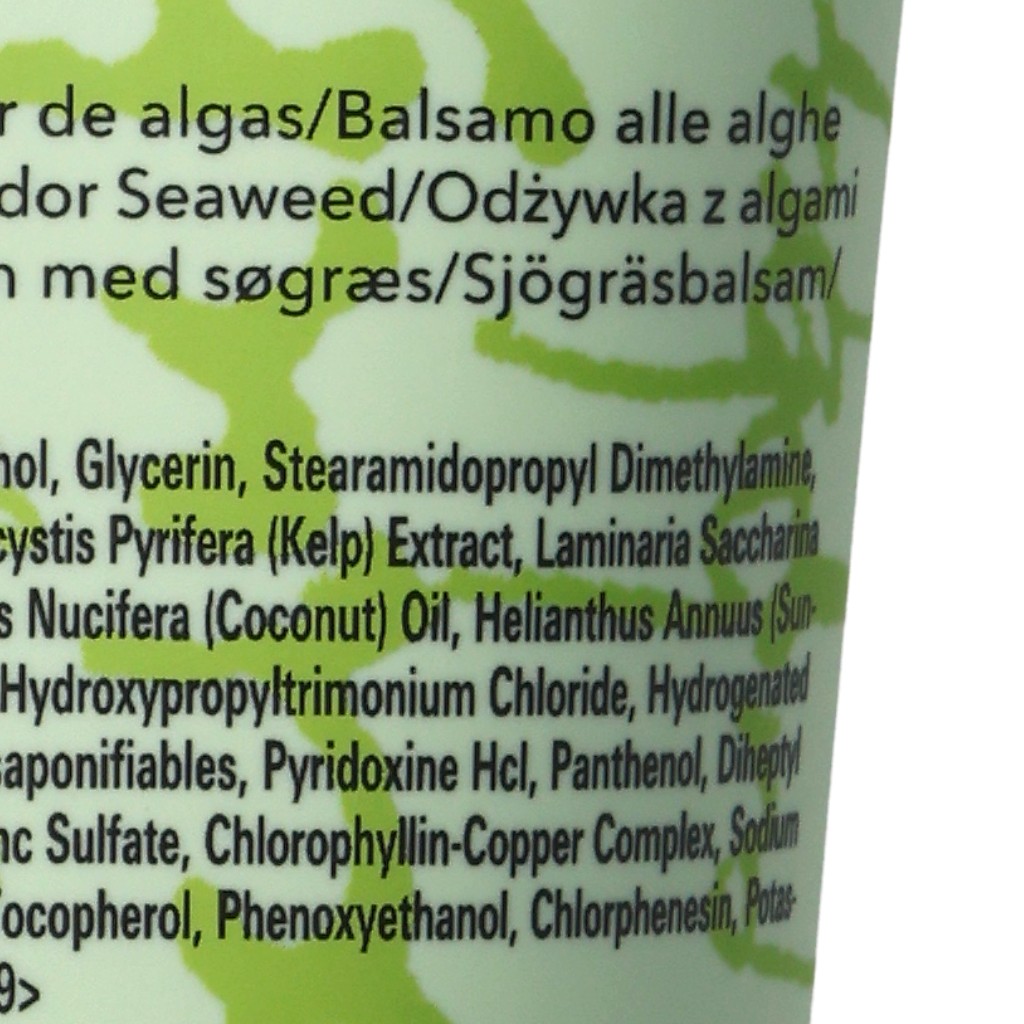 r de algas/Balsamo alle alghe
dor Seaweed/Odżywka z algami
n med søgræs/Sjögräsbalsam/
nol, Glycerin, Stearamidopropyl Dimethylamine,
cystis Pyrifera (Kelp) Extract, Laminaria Saccharina
s Nucifera (Coconut) Oil, Helianthus Annuus (Sun-
Hydroxypropyltrimonium Chloride, Hydrogenated
saponifiables, Pyridoxine Hcl, Panthenol, Diheptyl
nc Sulfate, Chlorophyllin-Copper Complex, Sodium
Tocopherol, Phenoxyethanol, Chlorphenesin, Potas-
9>